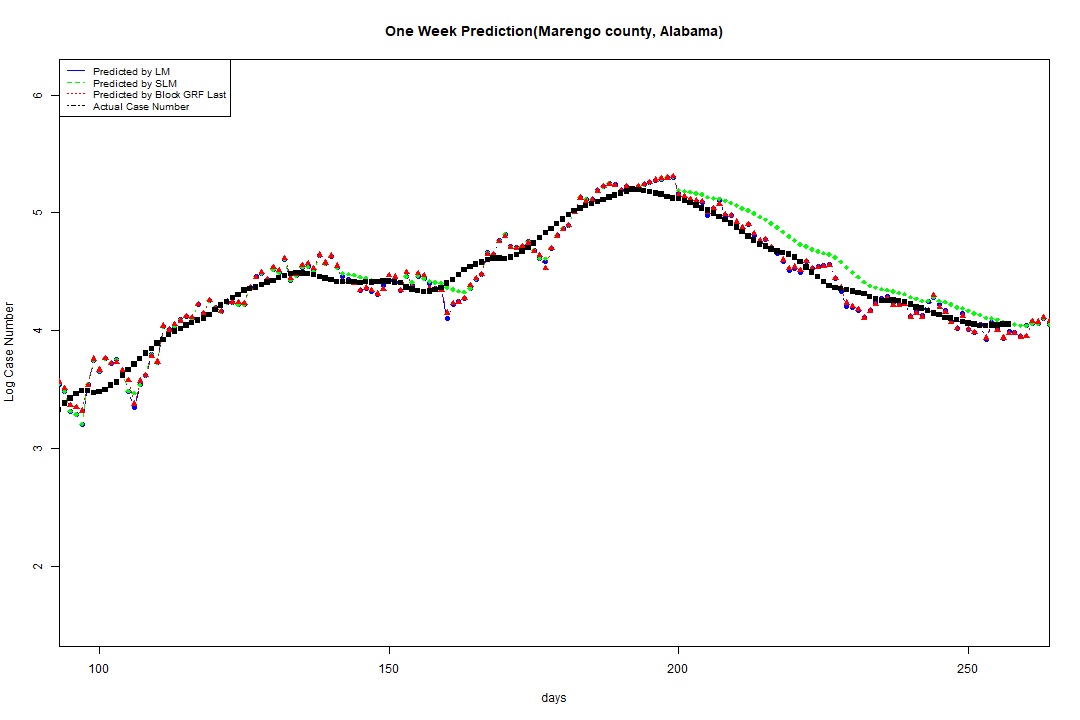 One Week Prediction(Marengo county, Alabama)
Predicted by LM
Predicted by SLM
Predicted by Block GRF Last
Actual Case Number
6
5
4
3
2
Log Case Number
100 150 200 250
days